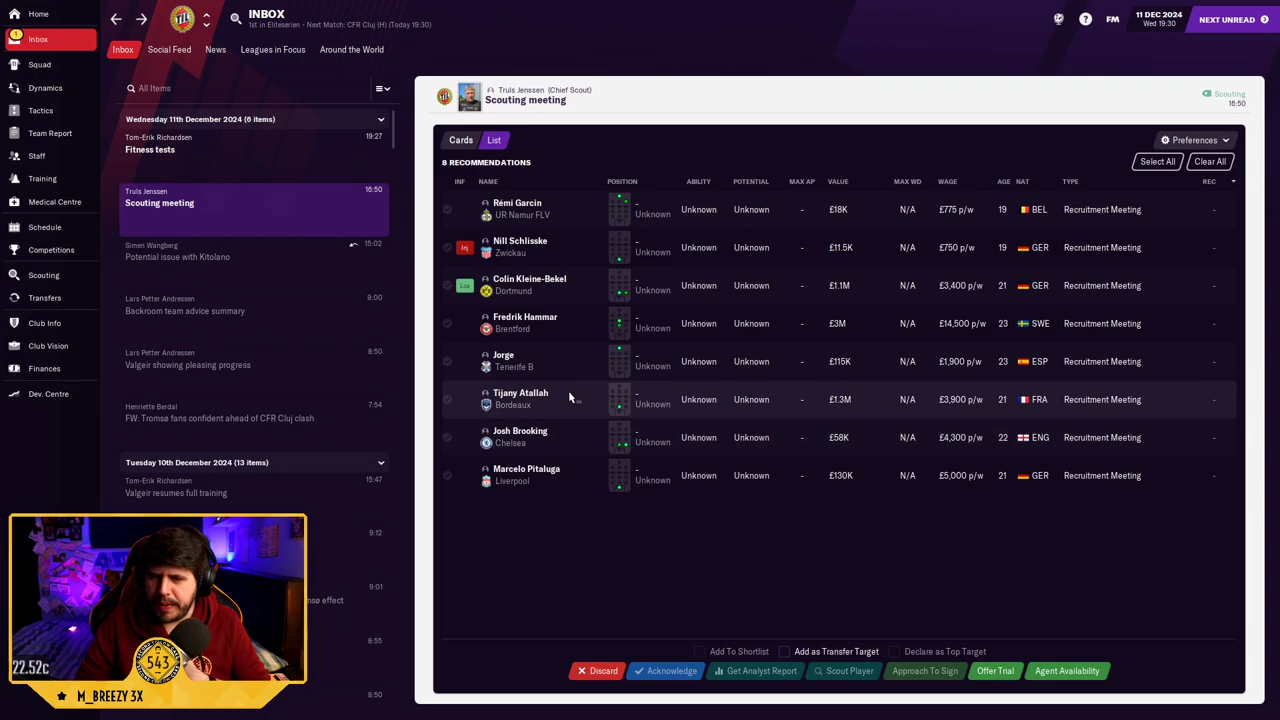 Home
1
Inbox
Squad
Dynamics
Tactics
Team Report
Staff
Training
Medical Centre
Schedule
Competitions
Scouting
Transfers
Club Info
Club Vision
Finances
Dev. Centre
TIL
INBOX
1st in Eliteserien - Next Match: CFR Cluj (H) (Today 19:30)
FM
11 DEC 2024
Wed 19:30
NEXT UNREAD
Inbox Social Feed News Leagues in Focus Around the World
All Items
Wednesday 11th December 2024 (6 items)
Tom-Erik Richardsen 19:27
Fitness tests
Truls Jenssen 16:50
Scouting meeting
Simen Wangberg 15:02
Potential issue with Kitolano
Lars Petter Andressen 9:00
Backroom team advice summary
Lars Petter Andressen 8:50
Valgeir showing pleasing progress
Henriette Berdal 7:54
FW: Tromsø fans confident ahead of CFR Cluj clash
Tuesday 10th December 2024 (13 items)
Tom-Erik Richardsen 15:47
Valgeir resumes full training
9:12
9:01
msø effect
8:55
8:50
22.52c
543
M_BREEZY 3X
Truls Jenssen (Chief Scout)
Scouting meeting
Scouting
16:50
Cards List Preferences
8 RECOMMENDATIONS Select All Clear All
INF NAME POSITION ABILITY POTENTIAL MAX AP VALUE MAX WD WAGE AGE NAT TYPE REC
Rémi Garcin - Unknown Unknown - £18K N/A £775 p/w 19 BEL Recruitment Meeting -
UR Namur FLV Unknown
Inj Nill Schlisske - Unknown Unknown - £11.5K N/A £750 p/w 19 GER Recruitment Meeting -
Zwickau Unknown
Loa Colin Kleine-Bekel - Unknown Unknown - £1.1M N/A £3,400 p/w 21 GER Recruitment Meeting -
Dortmund Unknown
Fredrik Hammar - Unknown Unknown - £3M N/A £14,500 p/w 23 SWE Recruitment Meeting -
Brentford Unknown
Jorge - Unknown Unknown - £115K N/A £1,900 p/w 23 ESP Recruitment Meeting -
Tenerife B Unknown
Tijany Atallah - Unknown Unknown - £1.3M N/A £3,900 p/w 21 FRA Recruitment Meeting -
Bordeaux Unknown
Josh Brooking - Unknown Unknown - £58K N/A £4,300 p/w 22 ENG Recruitment Meeting -
Chelsea Unknown
Marcelo Pitaluga - Unknown Unknown - £130K N/A £5,000 p/w 21 GER Recruitment Meeting -
Liverpool Unknown
Add To Shortlist Add as Transfer Target Declare as Top Target
Discard Acknowledge Get Analyst Report Scout Player Approach To Sign Offer Trial Agent Availability